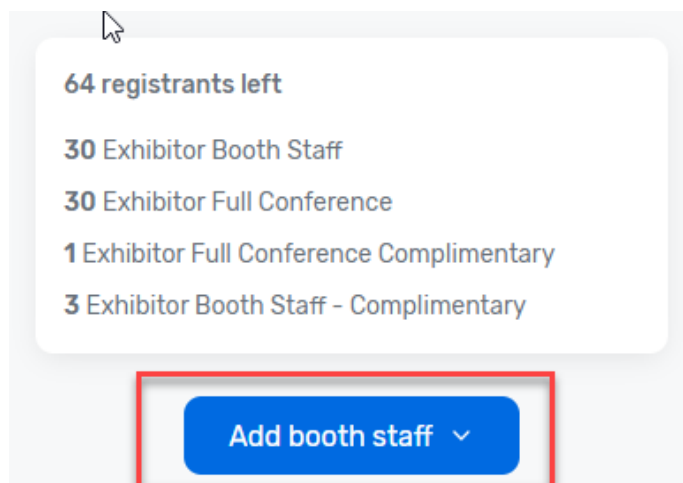 64 registrants left
30 Exhibitor Booth Staff
30 Exhibitor Full Conference
1 Exhibitor Full Conference Complimentary
3 Exhibitor Booth Staff - Complimentary
Add booth staff